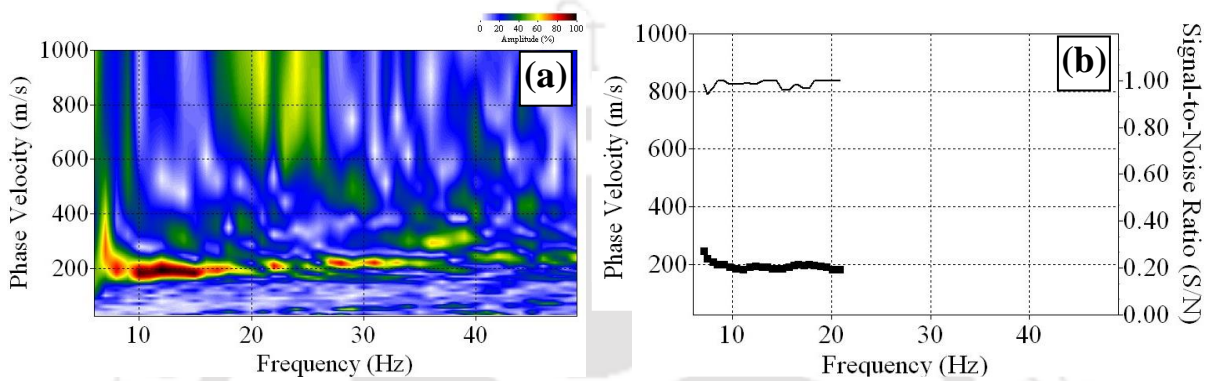 0 20 40 60 80 100
Amplitude (%)
(a)
1000
800
600
400
200
Phase Velocity (m/s)
10 20 30 40
Frequency (Hz)
(b)
1000
800
600
400
200
Phase Velocity (m/s)
1.00
0.80
0.60
0.40
0.20
0.00
Signal-to-Noise Ratio (S/N)
10 20 30 40
Frequency (Hz)